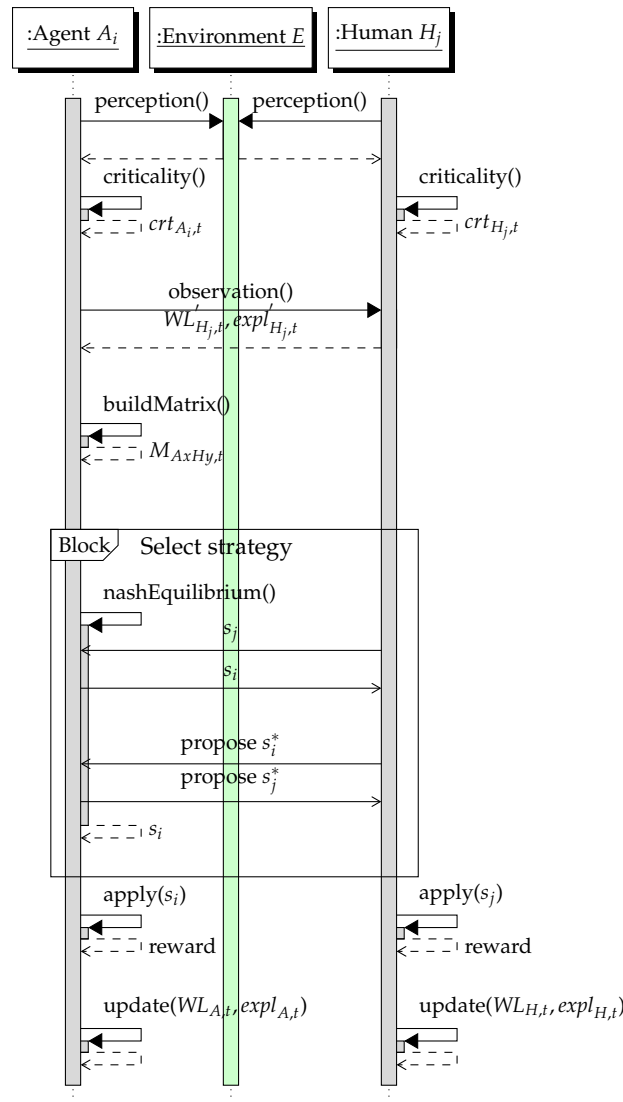 :Agent A_i :Environment E :Human H_j
perception() perception()
criticality() criticality()
crt_{A_i,t} crt_{H_j,t}
observation()
WL'_{H_j,t}, expl'_{H_j,t}
buildMatrix()
M_{AxHy,t}
Block Select strategy
nashEquilibrium()
s_j
s_i
propose s_i^*
propose s_j^*
s_i
apply(s_i) apply(s_j)
reward reward
update(WL_{A,t}, expl_{A,t}) update(WL_{H,t}, expl_{H,t})